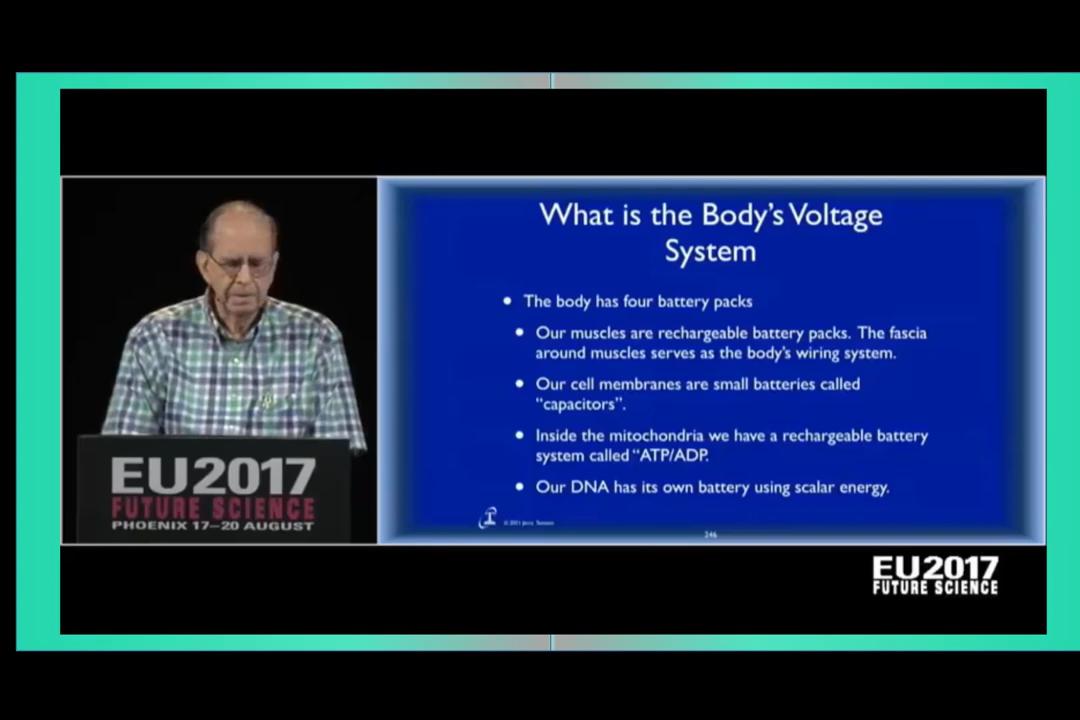 What is the Body's Voltage
System
• The body has four battery packs
• Our muscles are rechargeable battery packs. The fascia
around muscles serves as the body's wiring system.
• Our cell membranes are small batteries called
"capacitors".
• Inside the mitochondria we have a rechargeable battery
system called "ATP/ADP.
• Our DNA has its own battery using scalar energy.
246
EU2017
FUTURE SCIENCE
PHOENIX 17–20 AUGUST
EU2017
FUTURE SCIENCE